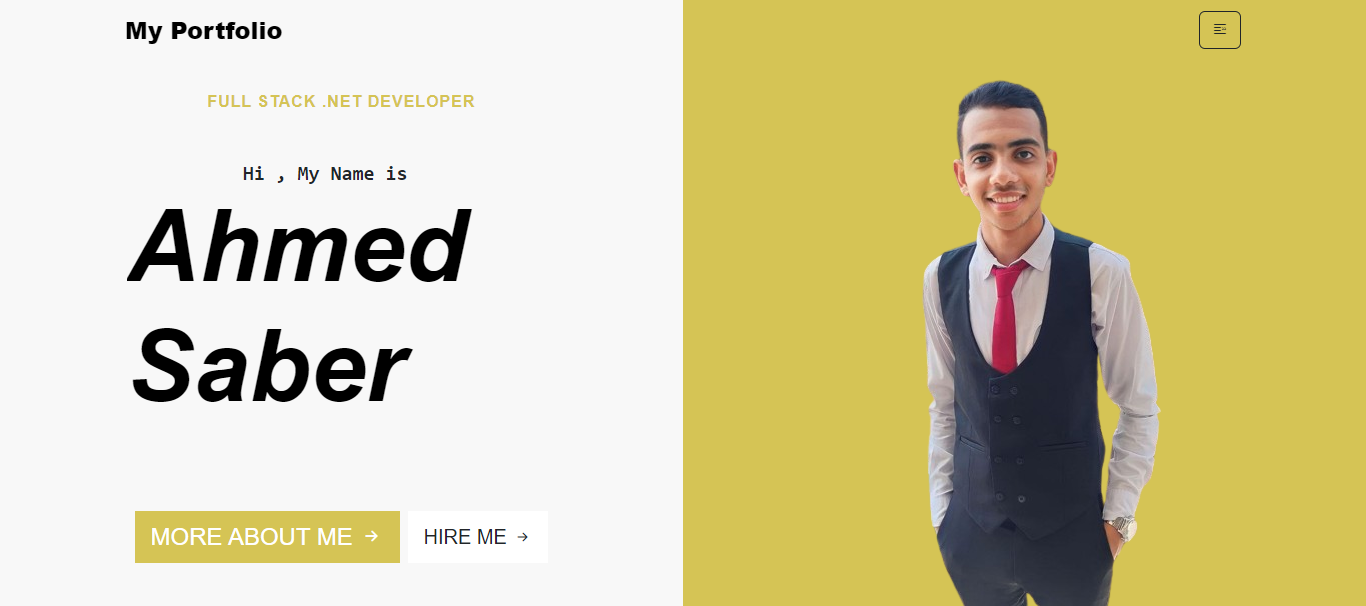 My Portfolio
FULL STACK .NET DEVELOPER
Hi , My Name is
Ahmed
Saber
MORE ABOUT ME →
HIRE ME →